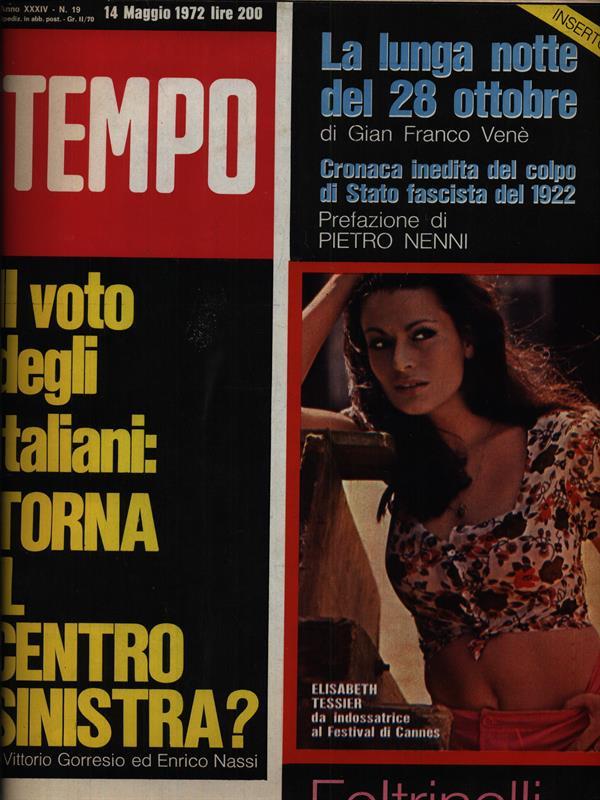 Anno XXXIV - N. 19
Spediz. in abb. post. - Gr. II/70
14 Maggio 1972 lire 200
TEMPO
Il voto
degli
italiani:
TORNA
IL
CENTRO
SINISTRA?
Vittorio Gorresio ed Enrico Nassi
INSERTO
La lunga notte
del 28 ottobre
di Gian Franco Venè
Cronaca inedita del colpo
di Stato fascista del 1922
Prefazione di
PIETRO NENNI
ELISABETH
TESSIER
da indossatrice
al Festival di Cannes
Feltrinelli